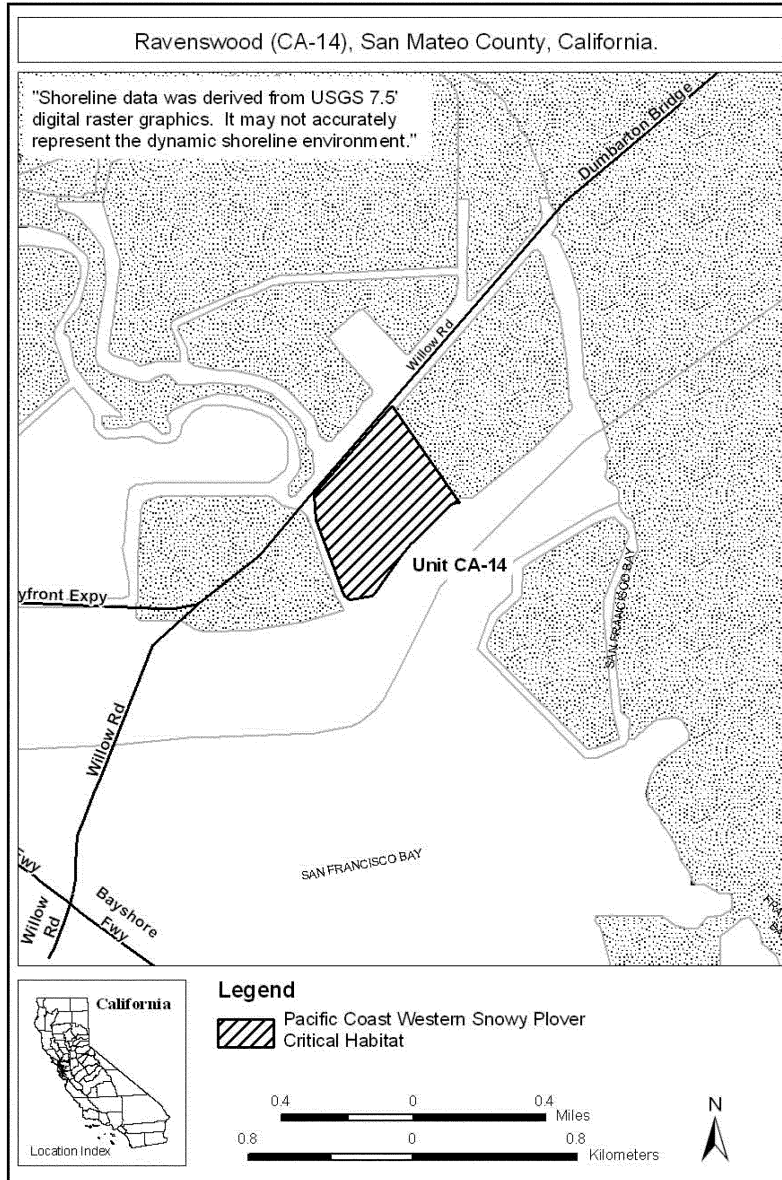 Ravenswood (CA-14), San Mateo County, California.
"Shoreline data was derived from USGS 7.5'
digital raster graphics. It may not accurately
represent the dynamic shoreline environment."
Dumbarton Bridge
Willow Rd
Unit CA-14
yfront Expy
SAN FRANCISCO BAY
Willow Rd
SAN FRANCISCO BAY
Fwy
Bayshore
Fwy
Willow
Rd
FRA
BA
California
Location Index
Legend
Pacific Coast Western Snowy Plover
Critical Habitat
0.4 0 0.4
Miles
0.8 0 0.8
Kilometers
N